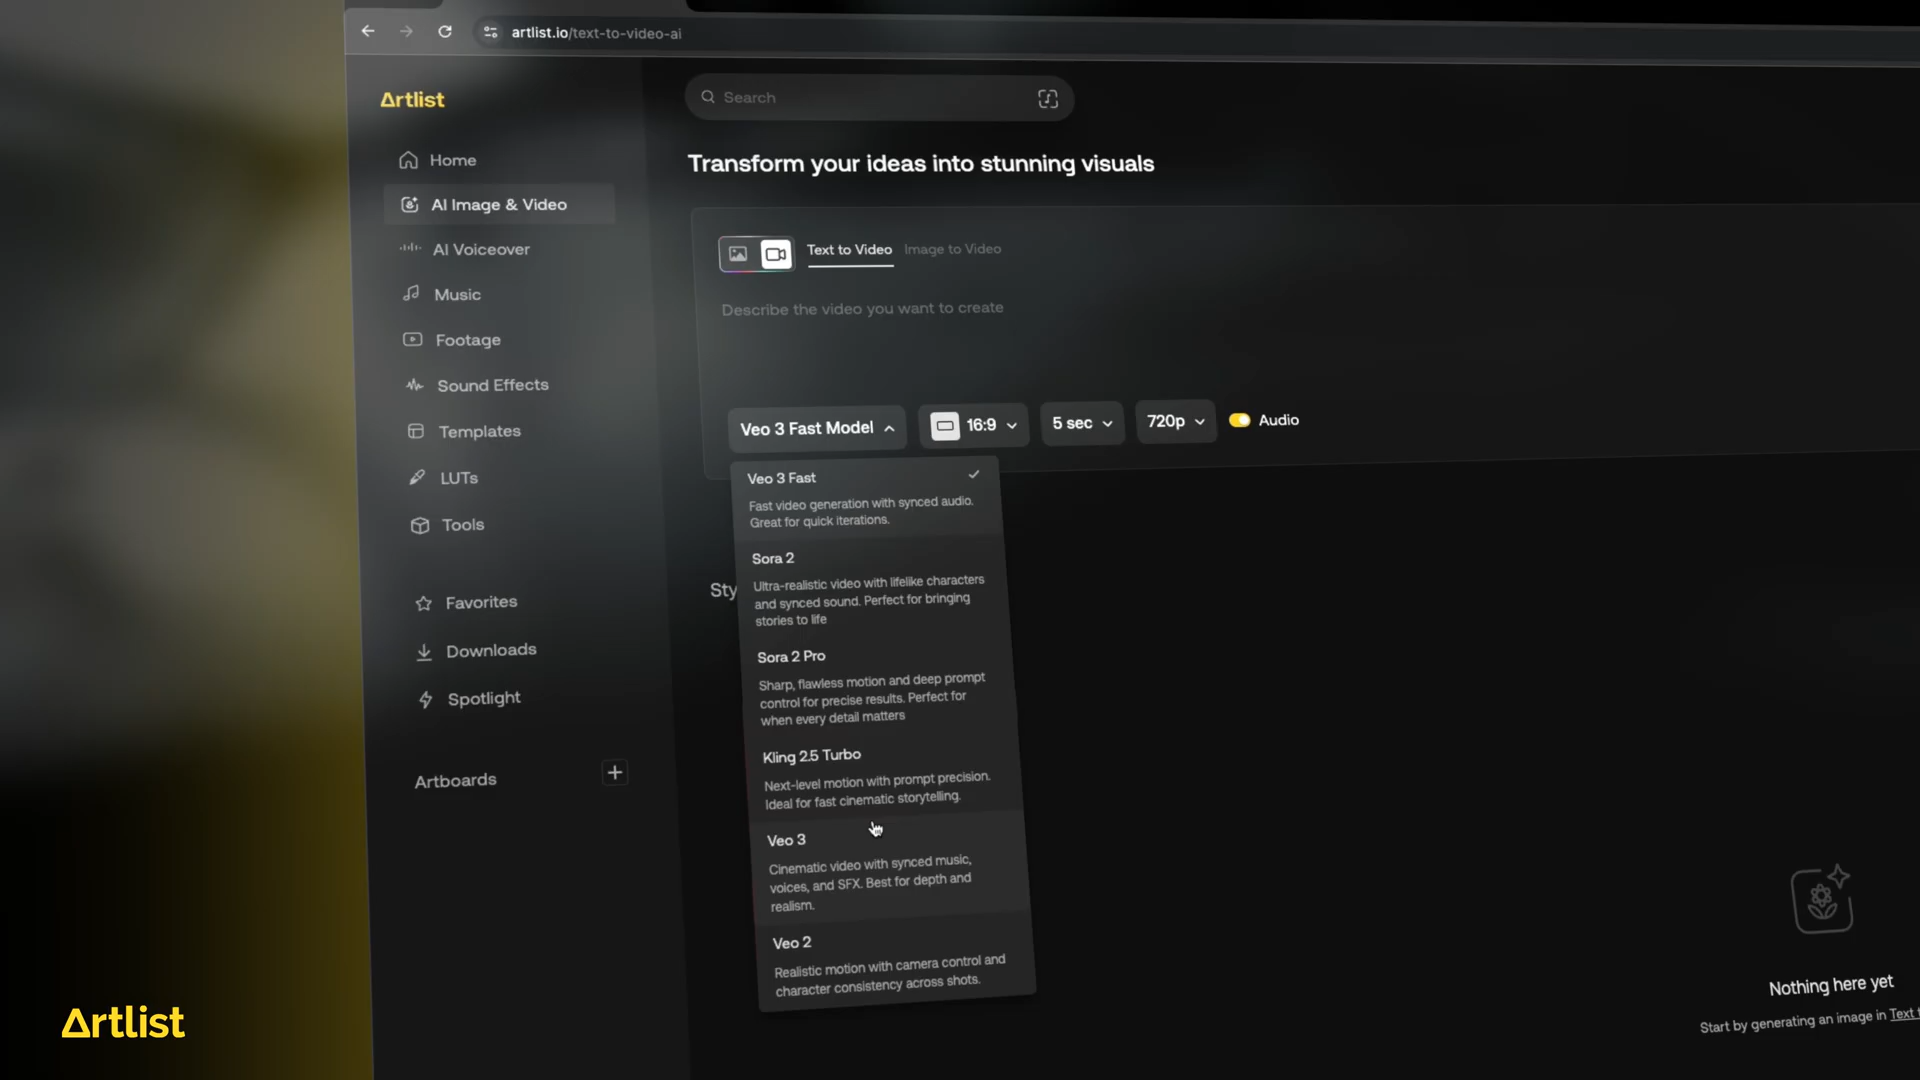 artlist.io/text-to-video-ai
Artlist
Search
Home
AI Image & Video
AI Voiceover
Music
Footage
Sound Effects
Templates
LUTs
Tools
Favorites
Downloads
Spotlight
Artboards
Transform your ideas into stunning visuals
Text to Video
Image to Video
Describe the video you want to create
Veo 3 Fast Model
16:9
5 sec
720p
Audio
Veo 3 Fast
Fast video generation with synced audio.
Great for quick iterations.
Sora 2
Ultra-realistic video with lifelike characters
and synced sound. Perfect for bringing
stories to life
Sora 2 Pro
Sharp, flawless motion and deep prompt
control for precise results. Perfect for
when every detail matters
Kling 2.5 Turbo
Next-level motion with prompt precision.
Ideal for fast cinematic storytelling.
Veo 3
Cinematic video with synced music,
voices, and SFX. Best for depth and
realism.
Veo 2
Realistic motion with camera control and
character consistency across shots.
Sty
Nothing here yet
Start by generating an image in Text
Artlist